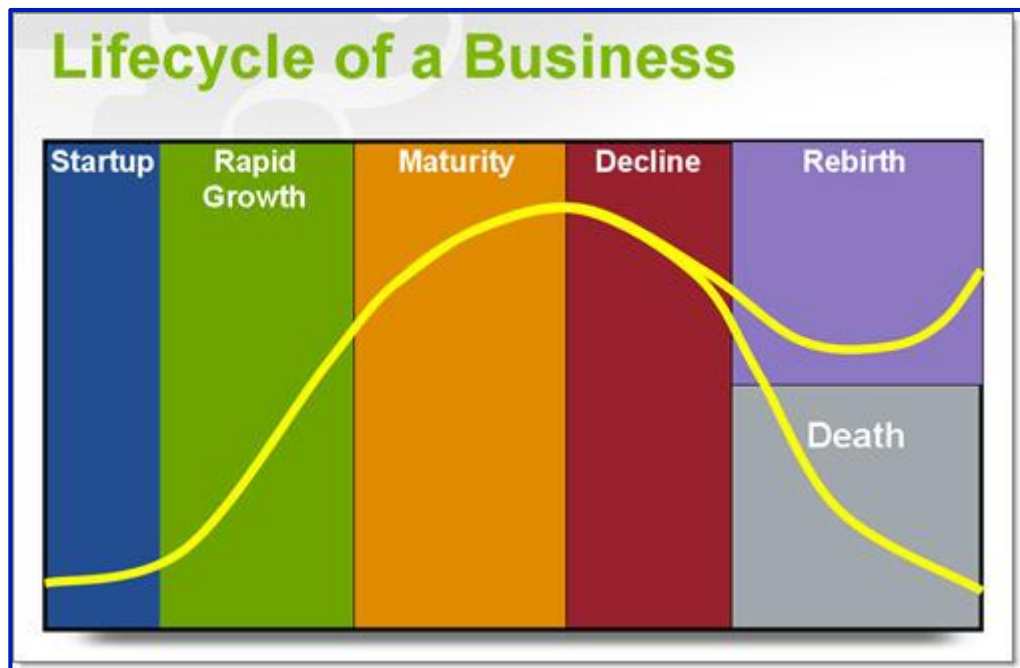 Lifecycle of a Business
Startup
Rapid
Growth
Maturity
Decline
Rebirth
Death